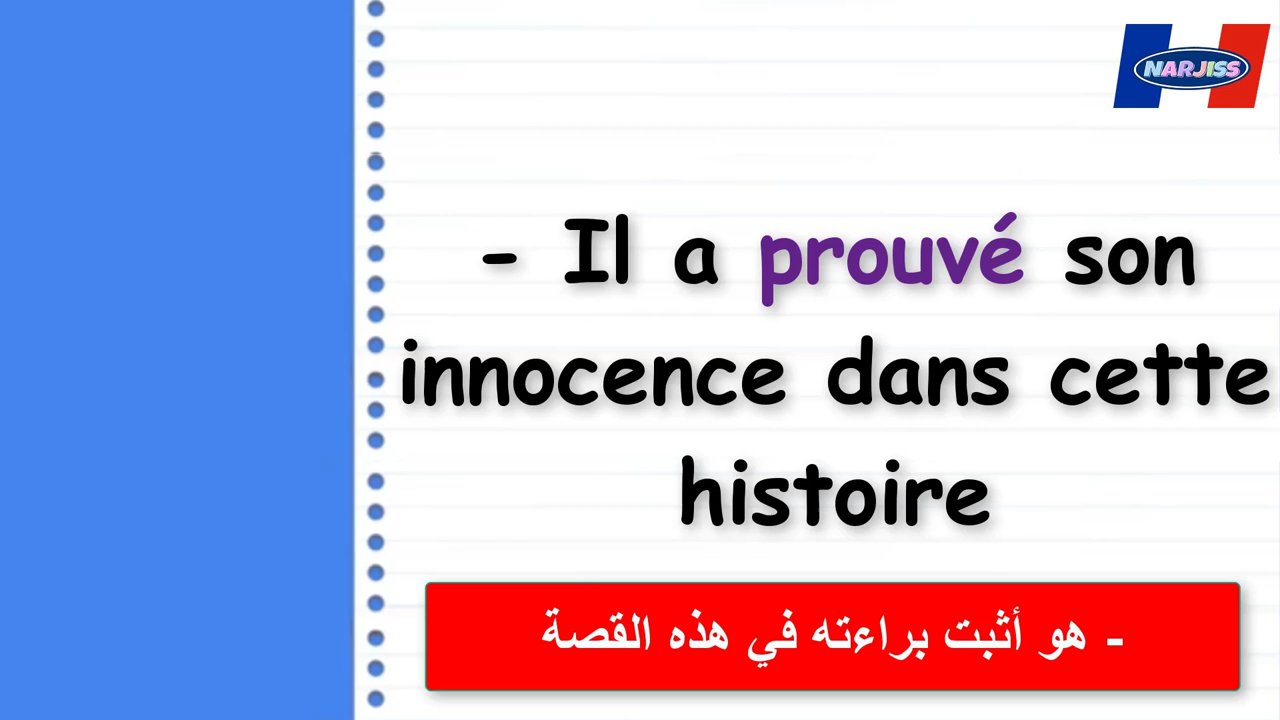 NARJISS
- Il a prouvé son
innocence dans cette
histoire
- هو أثبت براءته في هذه القصة